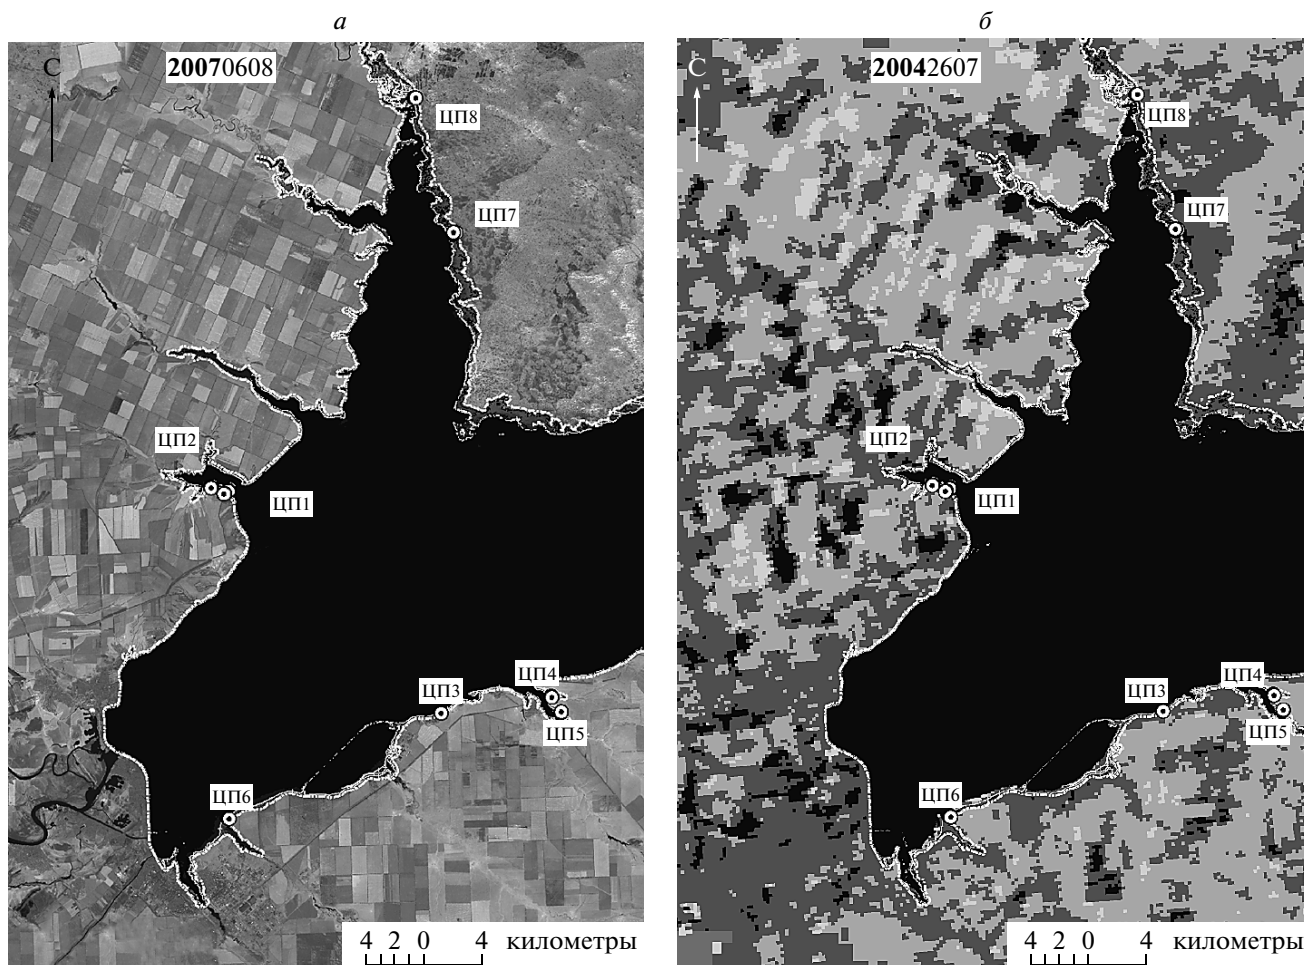 а
С
20070608
ЦП8
ЦП7
ЦП2
ЦП1
ЦП4
ЦП3
ЦП5
ЦП6
4 2 0 4 километры
б
С
20042607
ЦП8
ЦП7
ЦП2
ЦП1
ЦП4
ЦП3
ЦП5
ЦП6
4 2 0 4 километры